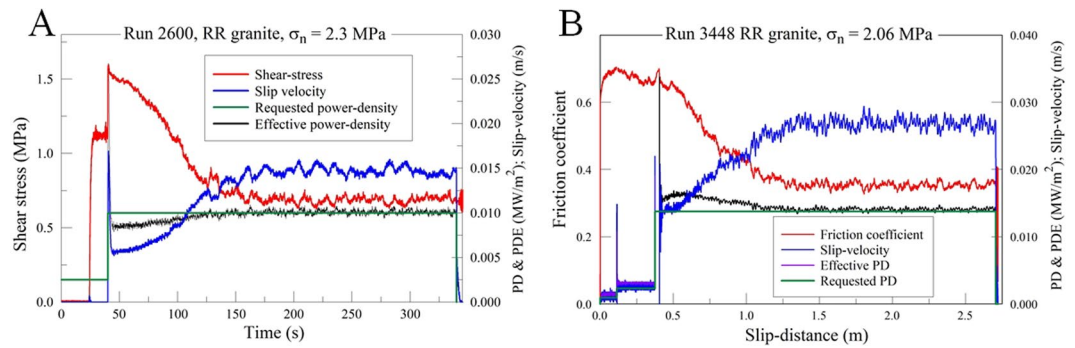 A
Run 2600, RR granite, σn = 2.3 MPa
Shear-stress
Slip velocity
Requested power-density
Effective power-density
Shear stress (MPa)
1.5
1.0
0.5
0.0
0 50 100 150 200 250 300
Time (s)
0.030
0.025
0.020
0.015
0.010
0.005
0.000
PD & PDE (MW/m²); Slip-velocity (m/s)
B
Run 3448 RR granite, σn = 2.06 MPa
Friction coefficient
0.6
0.4
0.2
0.0
Friction coefficient
Slip-velocity
Effective PD
Requested PD
0.0 0.5 1.0 1.5 2.0 2.5
Slip-distance (m)
0.040
0.030
0.020
0.010
0.000
PD & PDE (MW/m²); Slip-velocity (m/s)